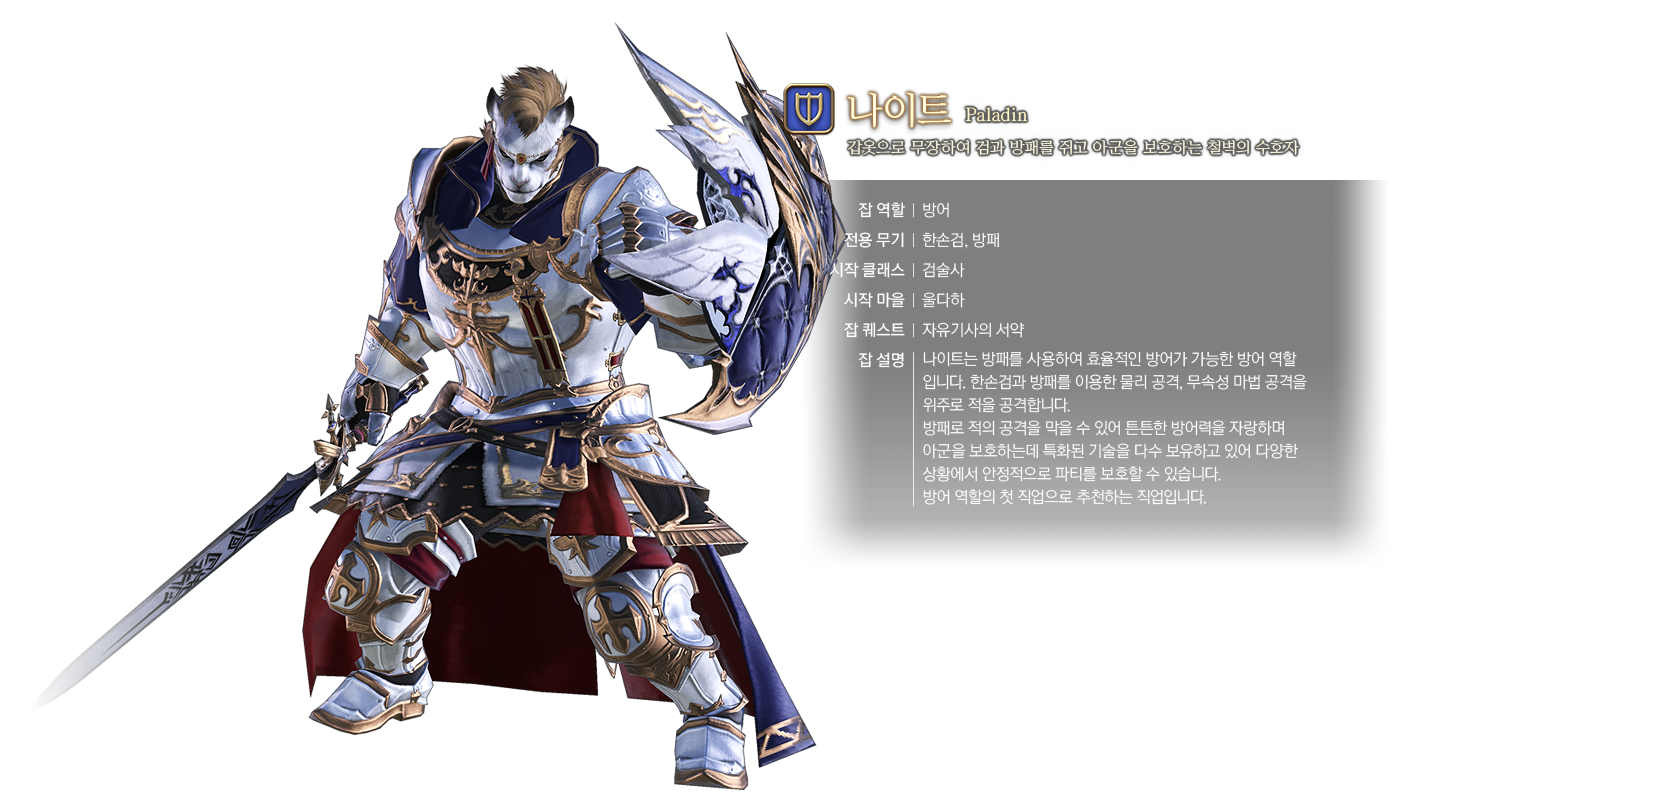 나이트 Paladin
갑옷으로 무장하여 검과 방패를 쥐고 아군을 보호하는 철벽의 수호자
잡 역할 방어
전용 무기 한손검, 방패
시작 클래스 검술사
시작 마을 울다하
잡 퀘스트 자유기사의 서약
잡 설명 나이트는 방패를 사용하여 효율적인 방어가 가능한 방어 역할
입니다. 한손검과 방패를 이용한 물리 공격, 무속성 마법 공격을
위주로 적을 공격합니다.
방패로 적의 공격을 막을 수 있어 튼튼한 방어력을 자랑하며
아군을 보호하는데 특화된 기술을 다수 보유하고 있어 다양한
상황에서 안정적으로 파티를 보호할 수 있습니다.
방어 역할의 첫 직업으로 추천하는 직업입니다.